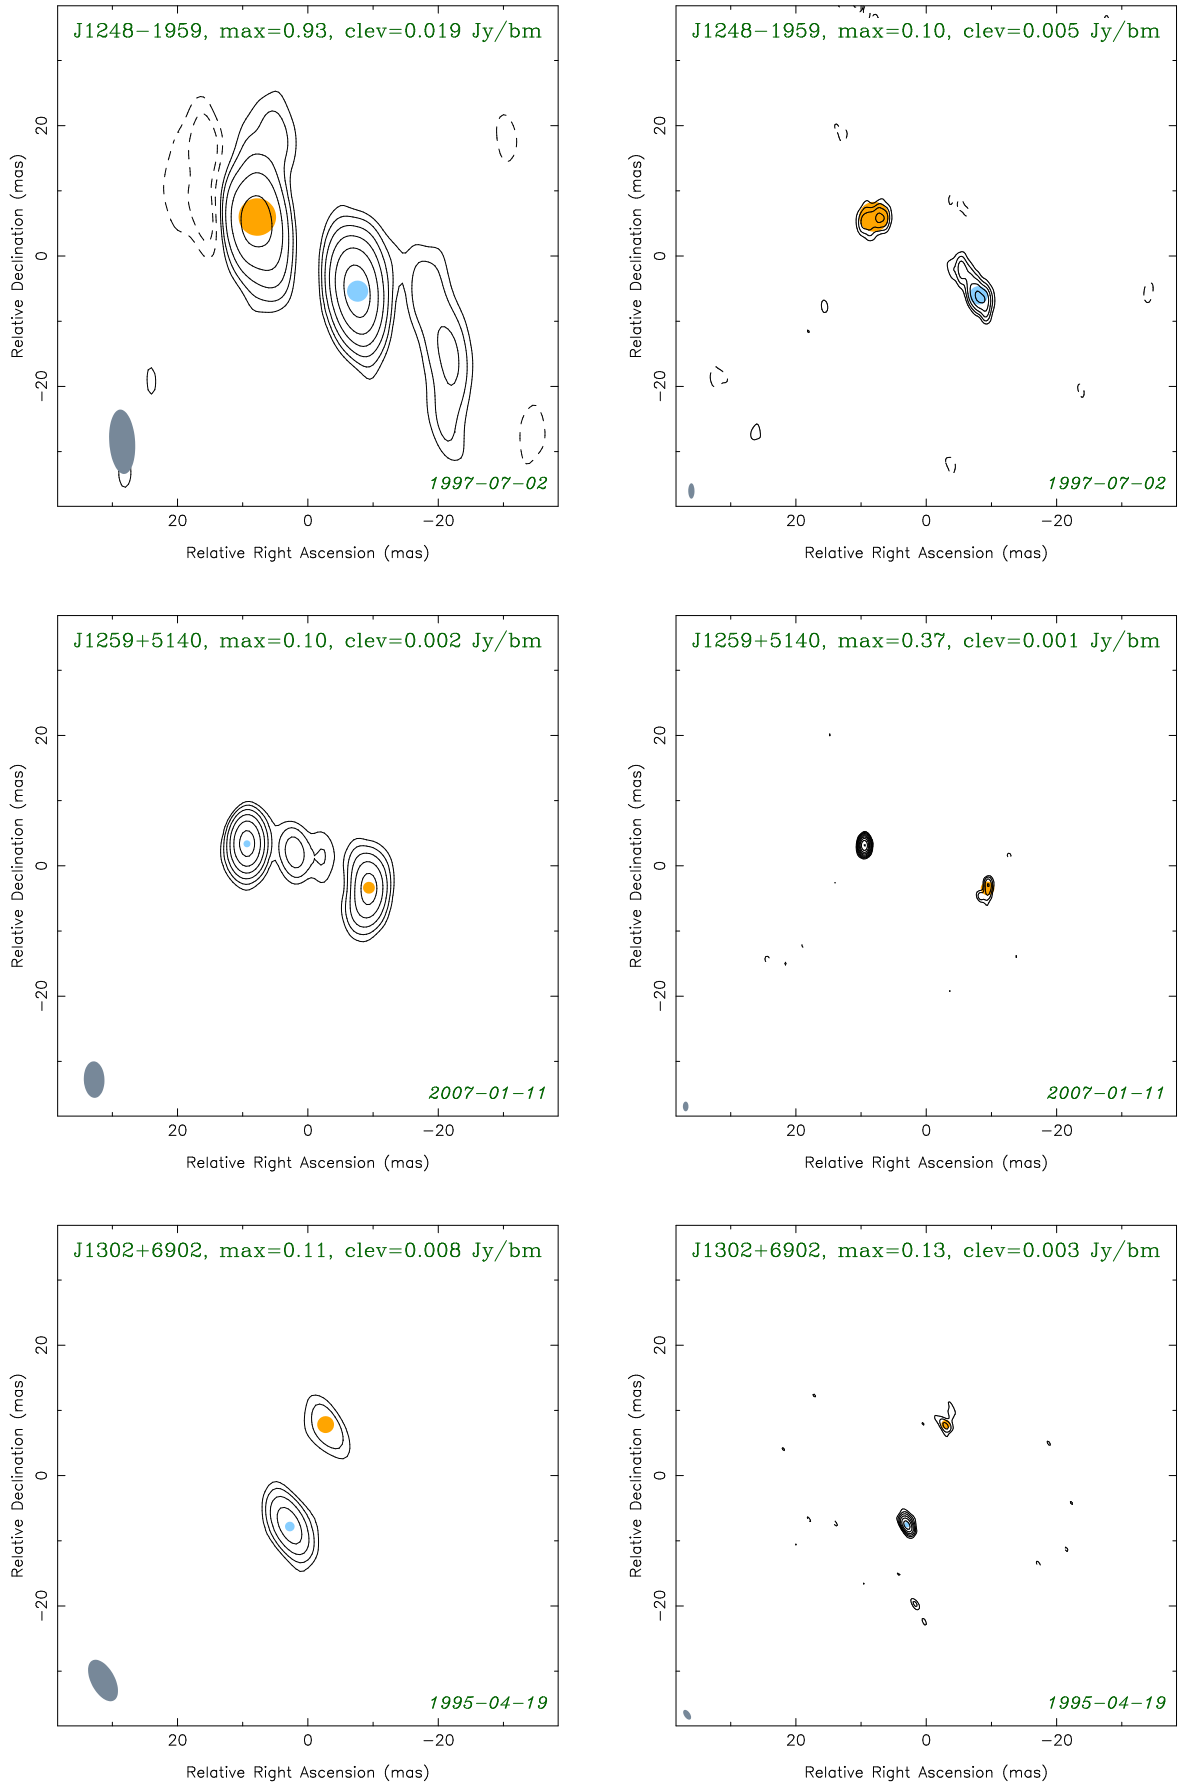 J1248−1959, max=0.93, clev=0.019 Jy/bm
Relative Declination (mas)
20
0
−20
1997−07−02
20 0 −20
Relative Right Ascension (mas)
J1248−1959, max=0.10, clev=0.005 Jy/bm
Relative Declination (mas)
20
0
−20
1997−07−02
20 0 −20
Relative Right Ascension (mas)
J1259+5140, max=0.10, clev=0.002 Jy/bm
Relative Declination (mas)
20
0
−20
2007−01−11
20 0 −20
Relative Right Ascension (mas)
J1259+5140, max=0.37, clev=0.001 Jy/bm
Relative Declination (mas)
20
0
−20
2007−01−11
20 0 −20
Relative Right Ascension (mas)
J1302+6902, max=0.11, clev=0.008 Jy/bm
Relative Declination (mas)
20
0
−20
1995−04−19
20 0 −20
Relative Right Ascension (mas)
J1302+6902, max=0.13, clev=0.003 Jy/bm
Relative Declination (mas)
20
0
−20
1995−04−19
20 0 −20
Relative Right Ascension (mas)